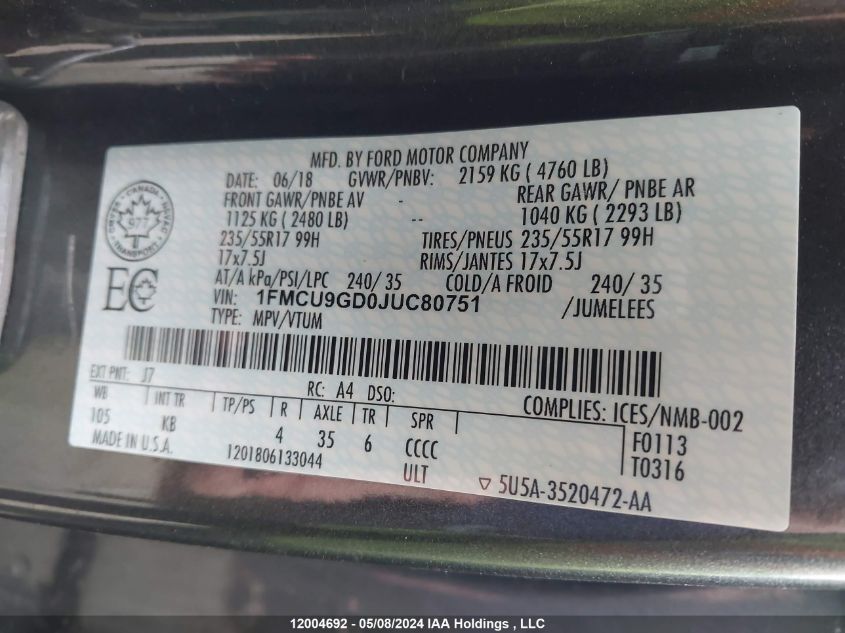 MFD. BY FORD MOTOR COMPANY
DATE: 06/18 GVWR/PNBV: 2159 KG ( 4760 LB)
FRONT GAWR/PNBE AV - REAR GAWR/ PNBE AR
1125 KG ( 2480 LB) -- 1040 KG ( 2293 LB)
235/55R17 99H TIRES/PNEUS 235/55R17 99H
17x7.5J RIMS/JANTES 17x7.5J
AT/A kPa/PSI/LPC 240/ 35 COLD/A FROID 240/ 35
VIN: 1FMCU9GD0JUC80751 /JUMELEES
TYPE: MPV/VTUM
CANADA
TRANSPORT
977
EC
EXT PNT: J7 RC: A4 DSO: COMPLIES: ICES/NMB-002
WB INT TR TP/PS R AXLE TR SPR F0113
105 KB 4 35 6 CCCC T0316
MADE IN U.S.A. 1201806133044 ULT ▽ 5U5A-3520472-AA
12004692 - 05/08/2024 IAA Holdings , LLC